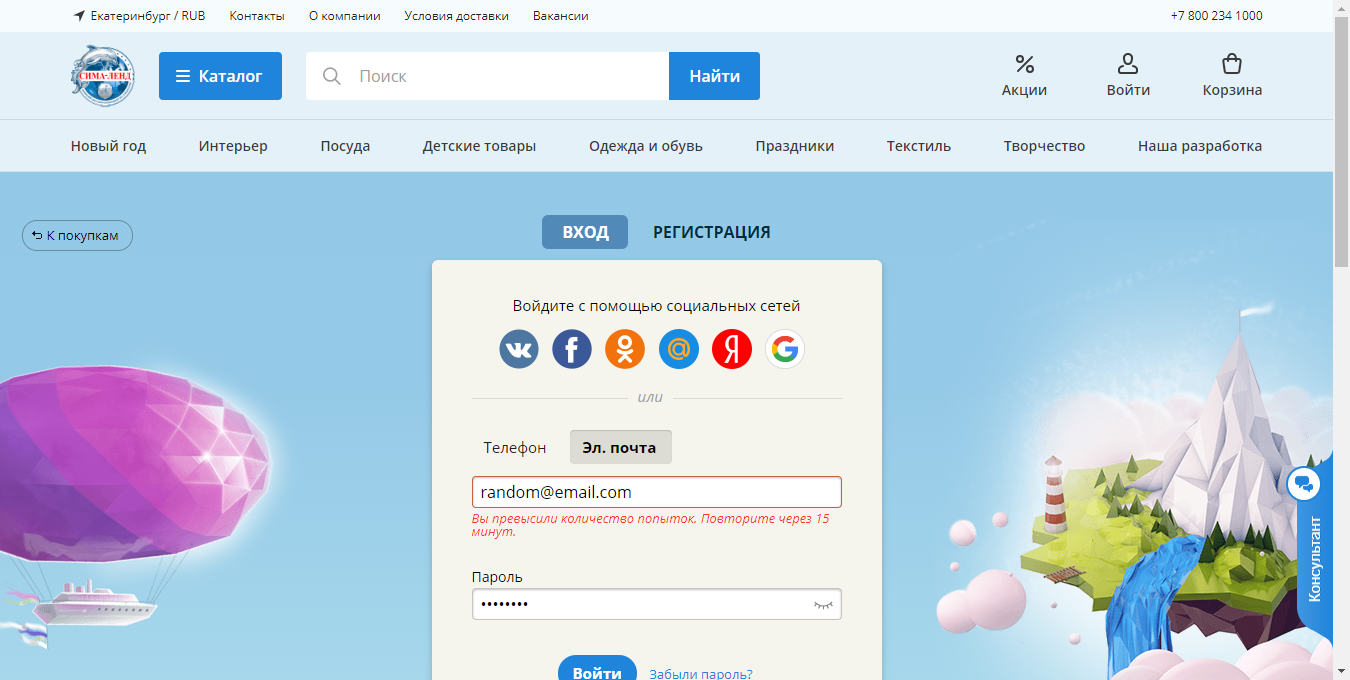 Екатеринбург / RUB Контакты О компании Условия доставки Вакансии +7 800 234 1000
СИМА-ЛЕНД
Каталог Поиск Найти Акции Войти Корзина
Новый год Интерьер Посуда Детские товары Одежда и обувь Праздники Текстиль Творчество Наша разработка
К покупкам
ВХОД РЕГИСТРАЦИЯ
Войдите с помощью социальных сетей
или
Телефон Эл. почта
random@email.com
Вы превысили количество попыток. Повторите через 15
минут.
Пароль
Консультант
Войти Забыли пароль?